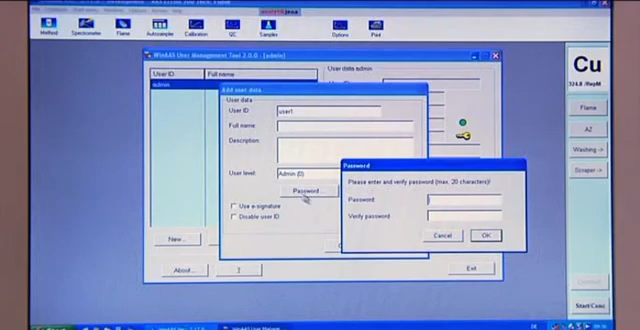 analytikjena
Method
Spectrometer
Flame
Autosampler
Calibration
QC
Samples
Options
Print
WinAAS User Management Tool 2.0.0 - [admin]
User ID
Full name
User data admin
admin
Add user data
User data
User ID:
user1
Full name:
Description:
User level:
Admin (0)
Password...
Use e-signature
Disable user ID
Password
Please enter and verify password (max. 20 characters)!
Password
Verify password
Cancel
OK
New...
About...
?
Exit
Cu
324.8
Flame
AZ
Washing ->
Scraper ->